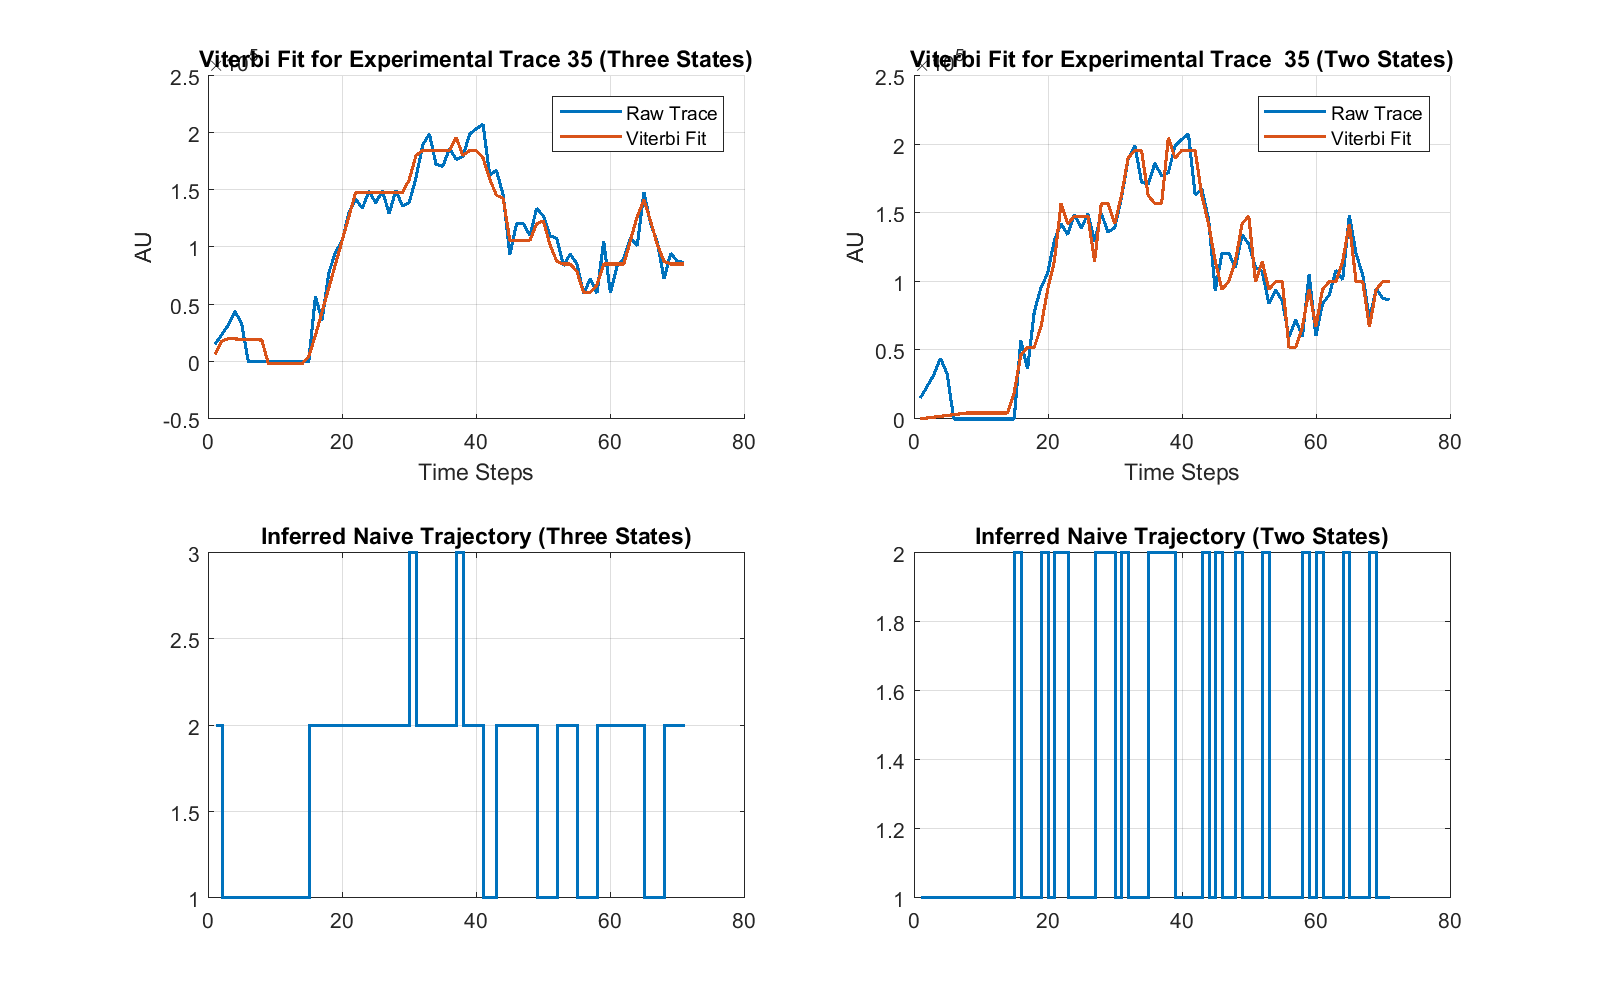 Viterbi Fit for Experimental Trace 35 (Three States)
×10^5
2.5
2
1.5
1
0.5
0
-0.5
AU
0 20 40 60 80
Time Steps
Raw Trace
Viterbi Fit
Viterbi Fit for Experimental Trace  35 (Two States)
×10^5
2.5
2
1.5
1
0.5
0
AU
0 20 40 60 80
Time Steps
Raw Trace
Viterbi Fit
Inferred Naive Trajectory (Three States)
3
2.5
2
1.5
1
0 20 40 60 80
Inferred Naive Trajectory (Two States)
2
1.8
1.6
1.4
1.2
1
0 20 40 60 80